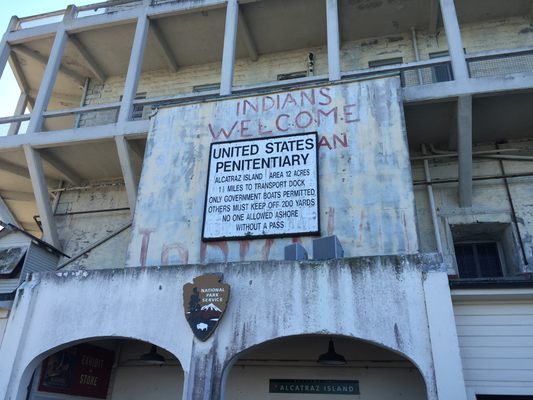 INDIANS
WELCOME
UNITED STATES
PENITENTIARY
ALCATRAZ ISLAND AREA 12 ACRES
1½ MILES TO TRANSPORT DOCK
ONLY GOVERNMENT BOATS PERMITTED
OTHERS MUST KEEP OFF 200 YARDS
NO ONE ALLOWED ASHORE
WITHOUT A PASS
NATIONAL
PARK
SERVICE
EXHIBIT
STORE
ALCATRAZ ISLAND